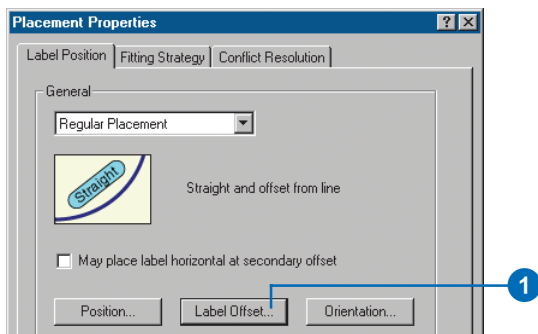 Placement Properties
Label Position Fitting Strategy Conflict Resolution
General
Regular Placement
Straight
Straight and offset from line
May place label horizontal at secondary offset
Position... Label Offset... Orientation...
1